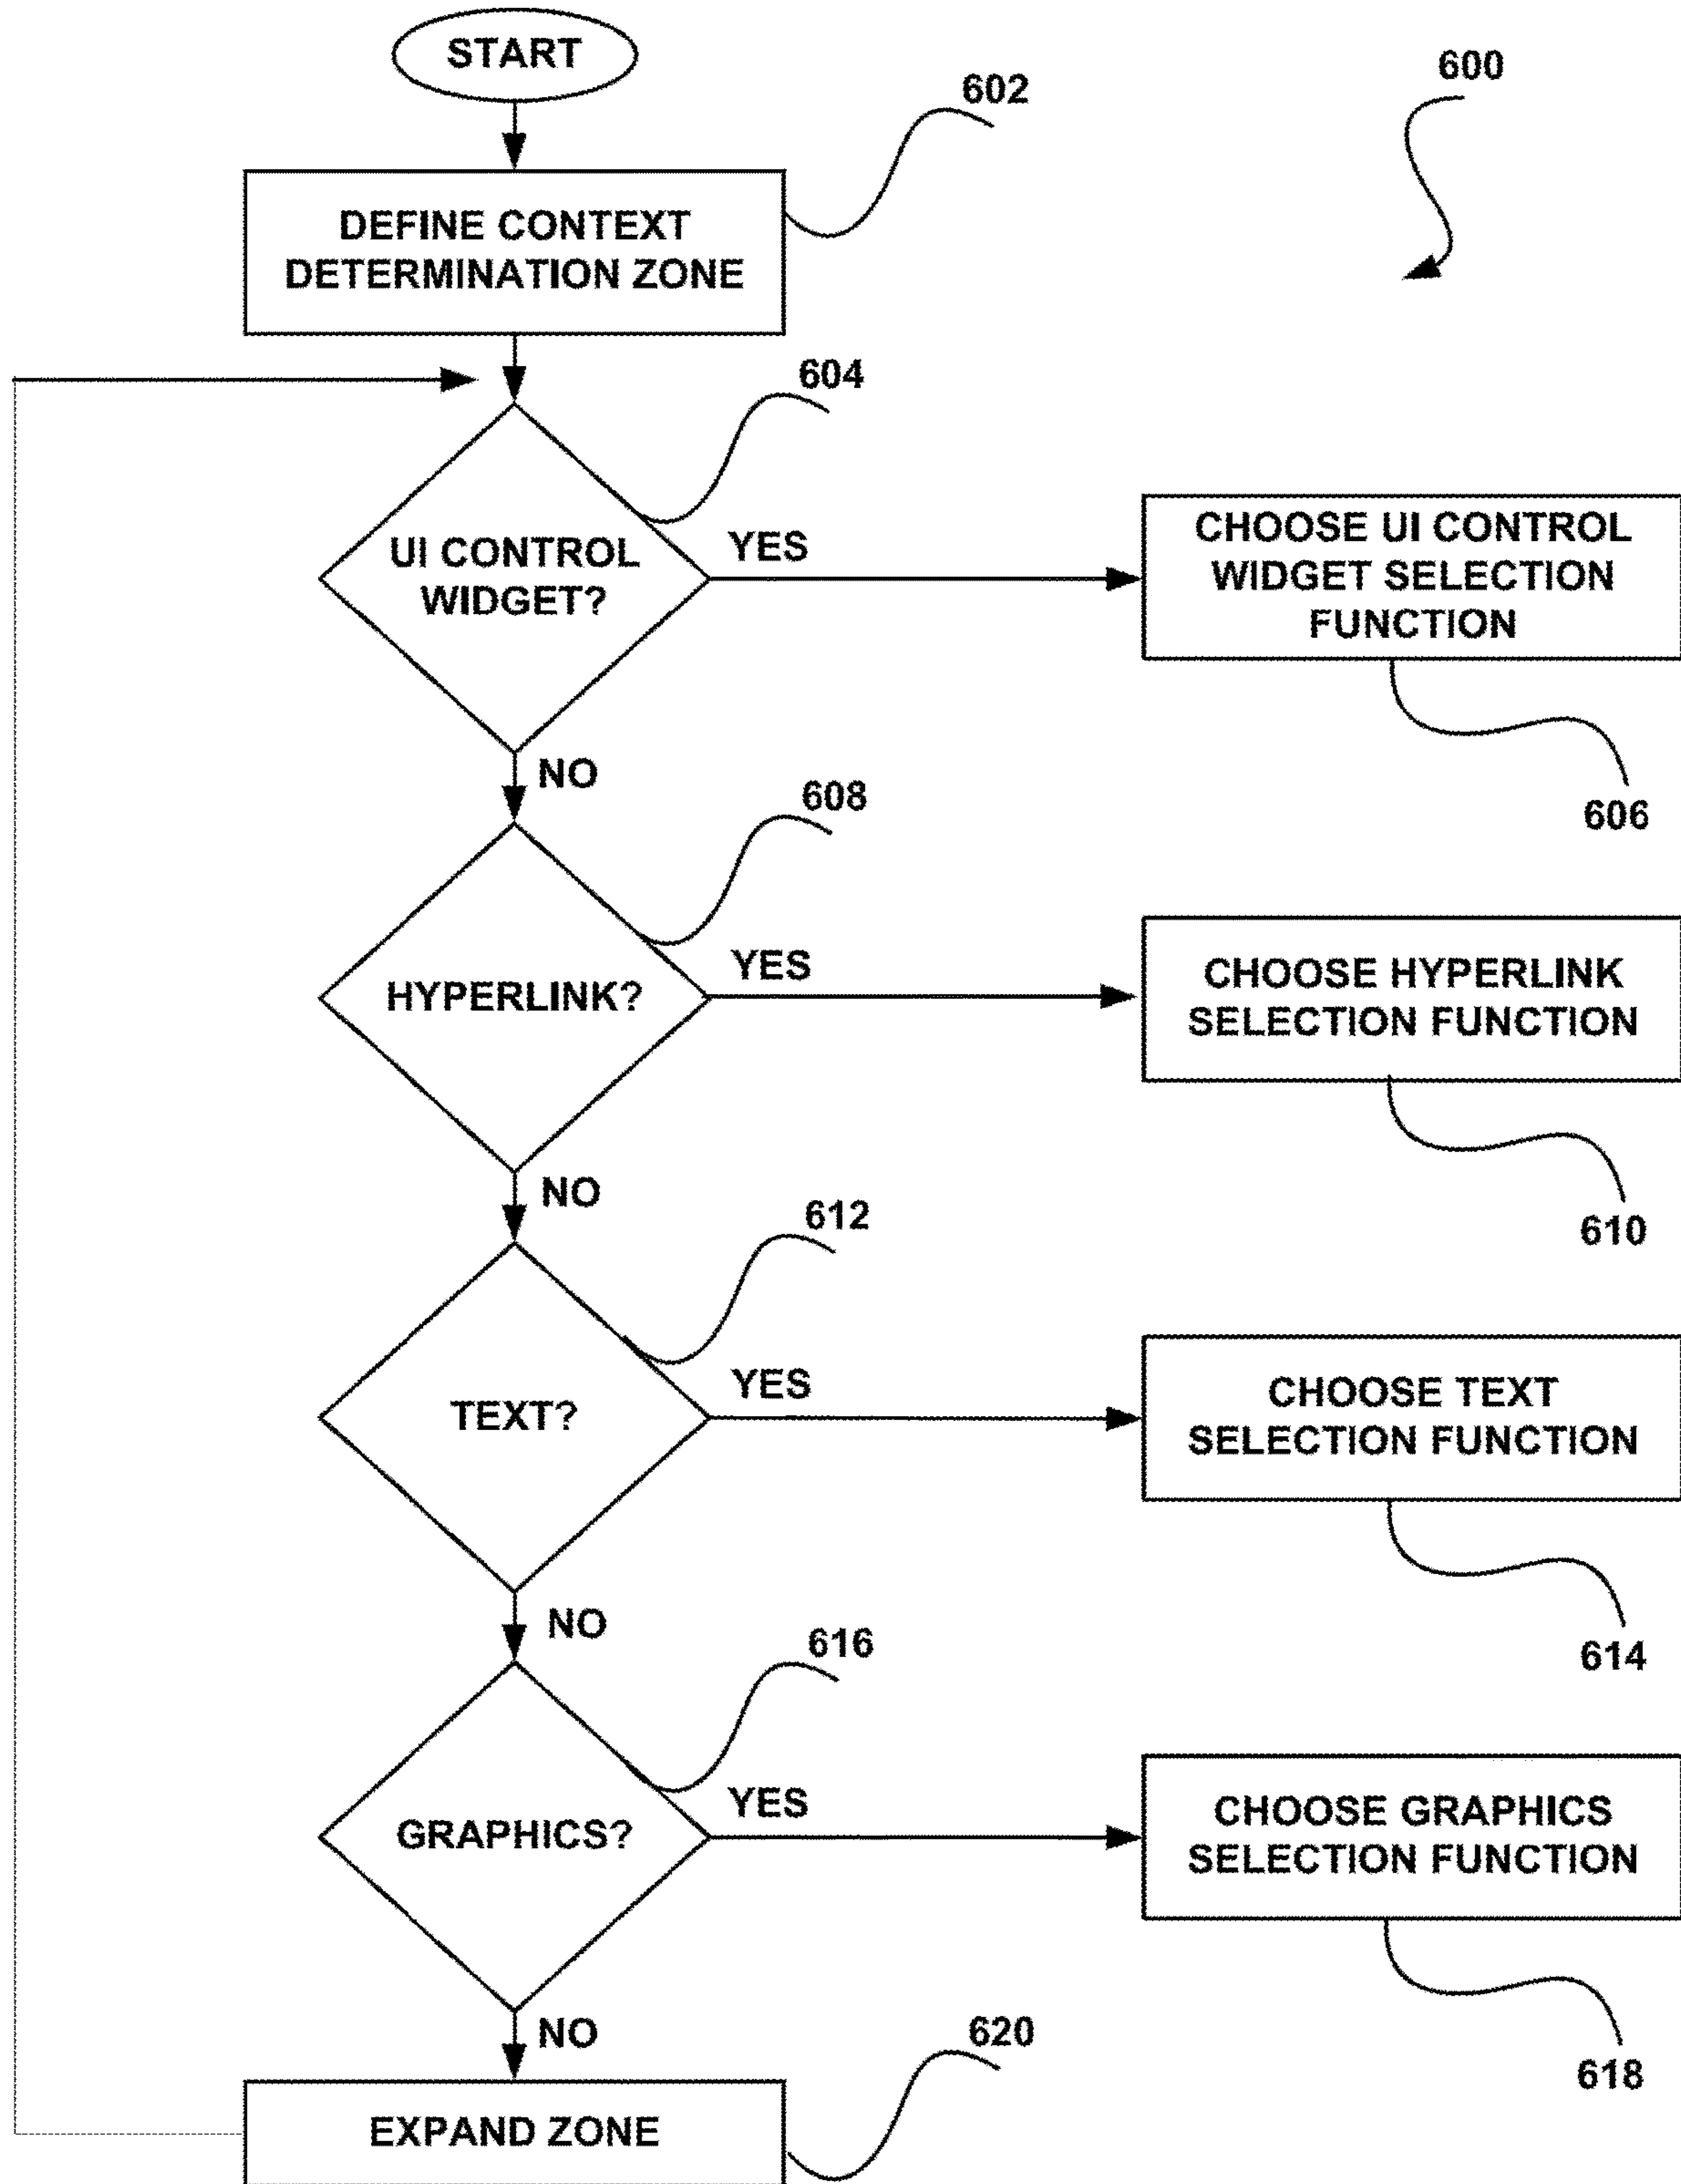 START
602
600
DEFINE CONTEXT
DETERMINATION ZONE
604
UI CONTROL
WIDGET?
YES
CHOOSE UI CONTROL
WIDGET SELECTION
FUNCTION
606
NO
608
HYPERLINK?
YES
CHOOSE HYPERLINK
SELECTION FUNCTION
610
NO
612
TEXT?
YES
CHOOSE TEXT
SELECTION FUNCTION
614
NO
616
GRAPHICS?
YES
CHOOSE GRAPHICS
SELECTION FUNCTION
618
NO
620
EXPAND ZONE